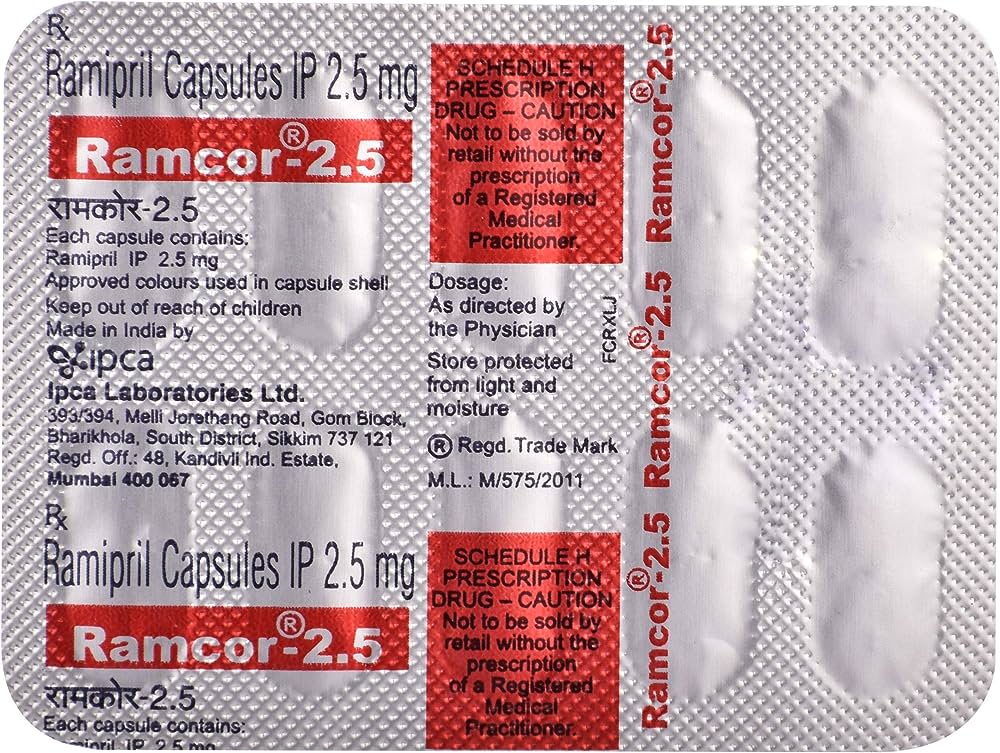 Rx
Ramipril Capsules IP 2.5 mg
Ramcor®-2.5
रामकोर-2.5
Each capsule contains:
Ramipril IP 2.5 mg
Approved colours used in capsule shell
Keep out of reach of children
Made in India by
ipca
Ipca Laboratories Ltd.
393/394, Melli Jorethang Road, Gom Block,
Bharikhola, South District, Sikkim 737 121
Regd. Off.: 48, Kandivli Ind. Estate,
Mumbai 400 067
SCHEDULE H
PRESCRIPTION
DRUG – CAUTION
Not to be sold by
retail without the
prescription
of a Registered
Medical
Practitioner.
Dosage:
As directed by
the Physician
Store protected
from light and
moisture
® Regd. Trade Mark
M.L.: M/575/2011
FCRXLJ
Ramcor®-2.5
Ramcor®-2.5
Ramcor®-2.5
Rx
Ramipril Capsules IP 2.5 mg
Ramcor®-2.5
रामकोर-2.5
Each capsule contains:
IP 2.5 mg
SCHEDULE H
PRESCRIPTION
DRUG – CAUTION
Not to be sold by
retail without the
prescription
of a Registered
Medical
Practitioner.